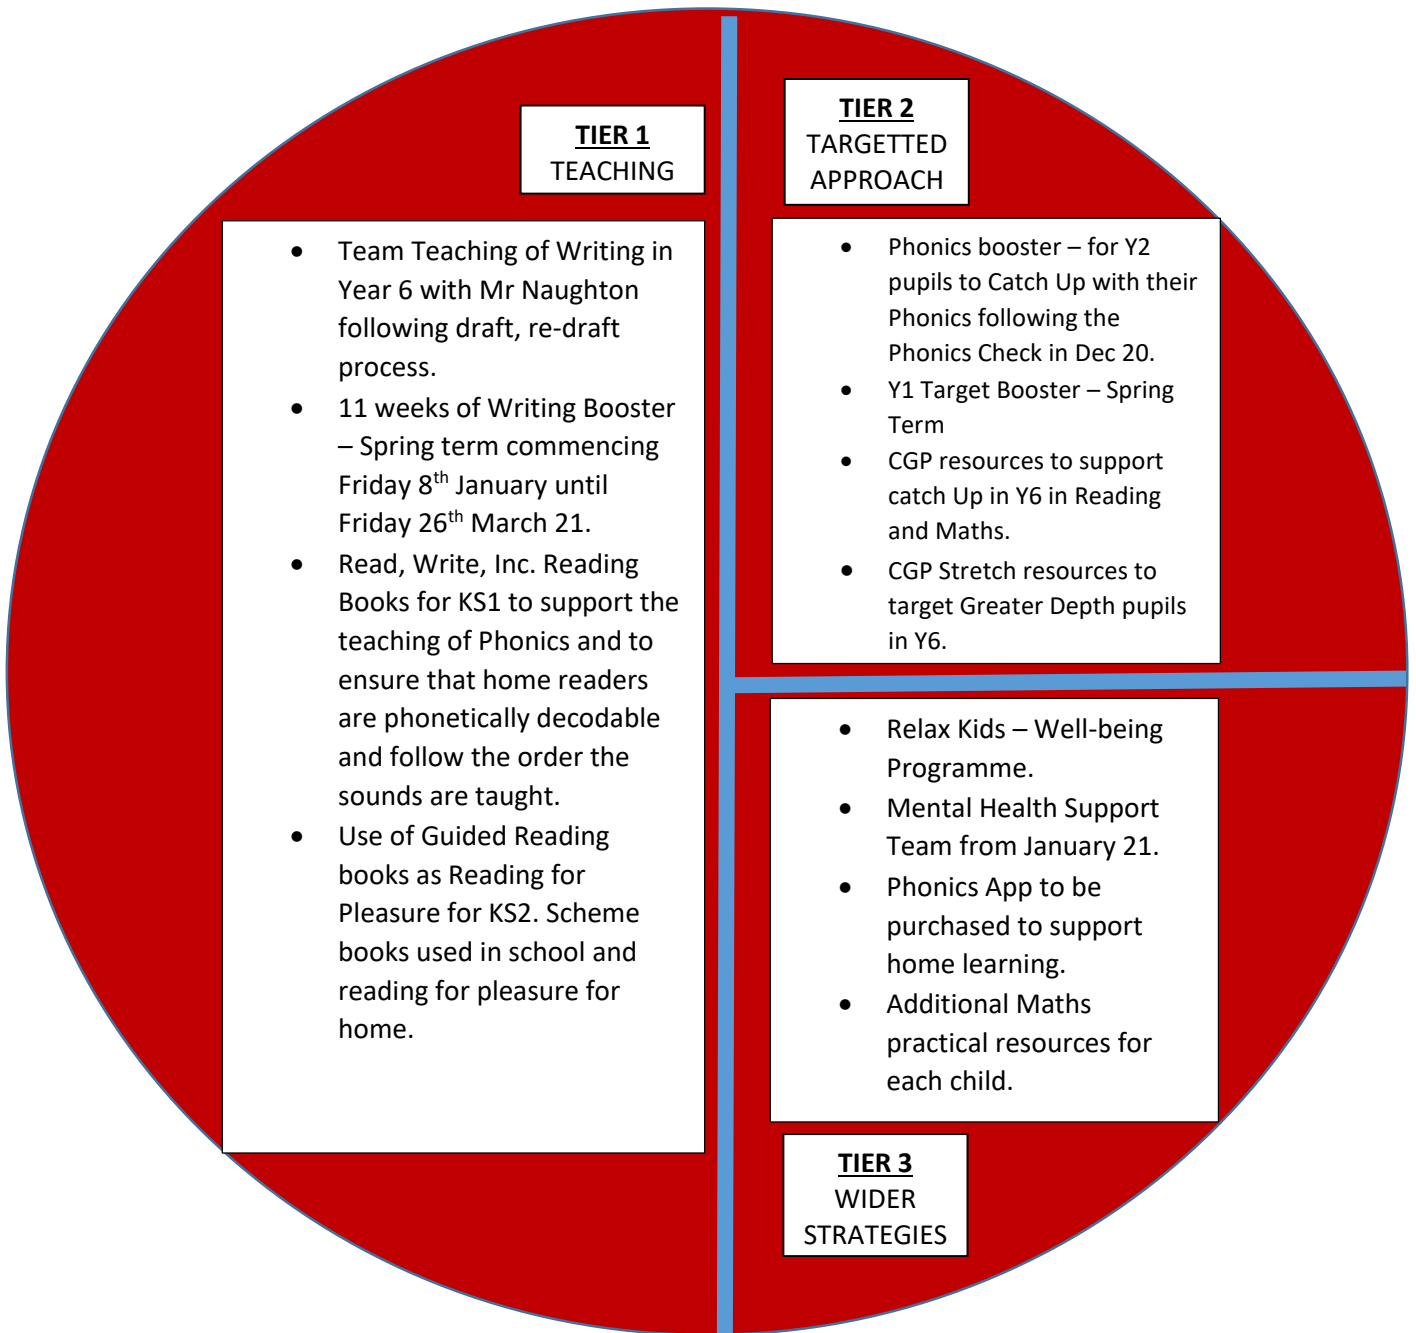 TIER 1
TEACHING
• Team Teaching of Writing in
Year 6 with Mr Naughton
following draft, re-draft
process.
• 11 weeks of Writing Booster
– Spring term commencing
Friday 8th January until
Friday 26th March 21.
• Read, Write, Inc. Reading
Books for KS1 to support the
teaching of Phonics and to
ensure that home readers
are phonetically decodable
and follow the order the
sounds are taught.
• Use of Guided Reading
books as Reading for
Pleasure for KS2. Scheme
books used in school and
reading for pleasure for
home.
TIER 2
TARGETTED
APPROACH
• Phonics booster – for Y2
pupils to Catch Up with their
Phonics following the
Phonics Check in Dec 20.
• Y1 Target Booster – Spring
Term
• CGP resources to support
catch Up in Y6 in Reading
and Maths.
• CGP Stretch resources to
target Greater Depth pupils
in Y6.
• Relax Kids – Well-being
Programme.
• Mental Health Support
Team from January 21.
• Phonics App to be
purchased to support
home learning.
• Additional Maths
practical resources for
each child.
TIER 3
WIDER
STRATEGIES